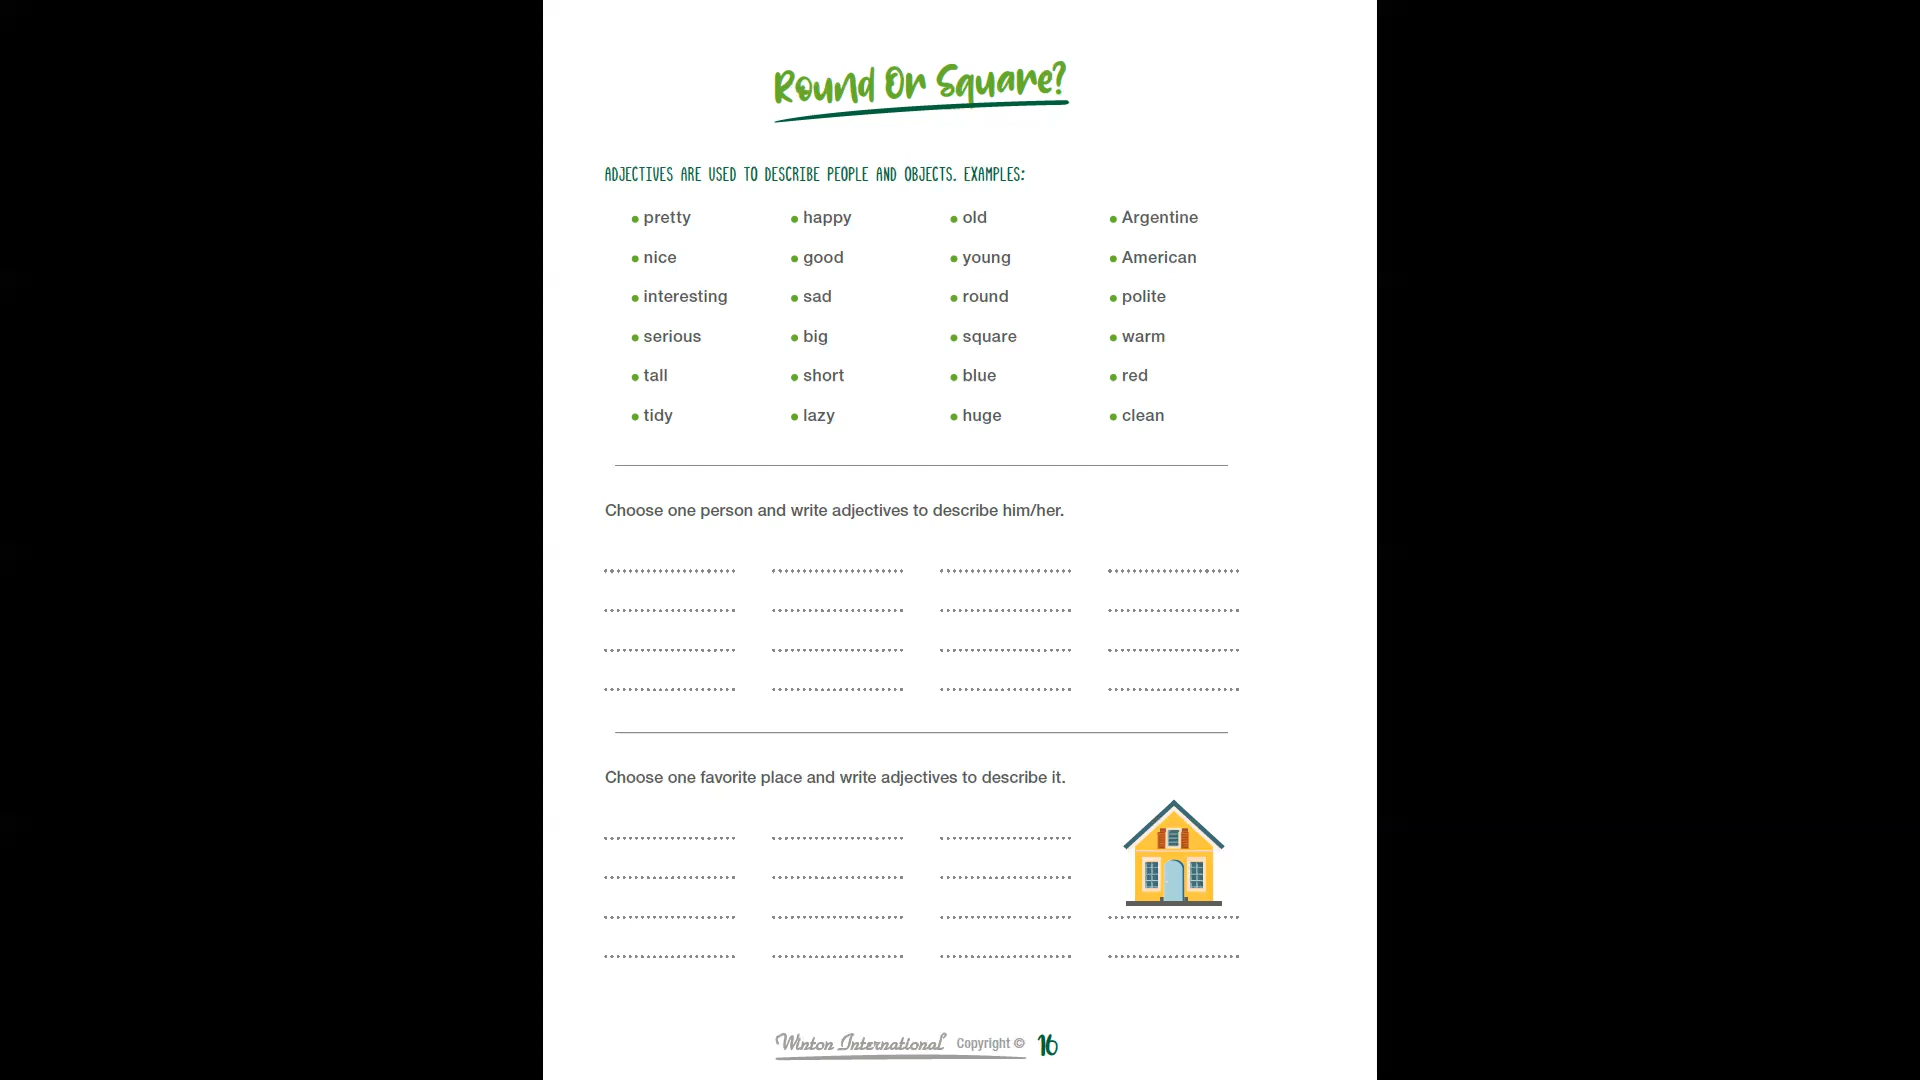 Round Or Square?
ADJECTIVES ARE USED TO DESCRIBE PEOPLE AND OBJECTS. EXAMPLES:
• pretty • happy • old • Argentine
• nice • good • young • American
• interesting • sad • round • polite
• serious • big • square • warm
• tall • short • blue • red
• tidy • lazy • huge • clean
Choose one person and write adjectives to describe him/her.
Choose one favorite place and write adjectives to describe it.
Winton International Copyright © 16